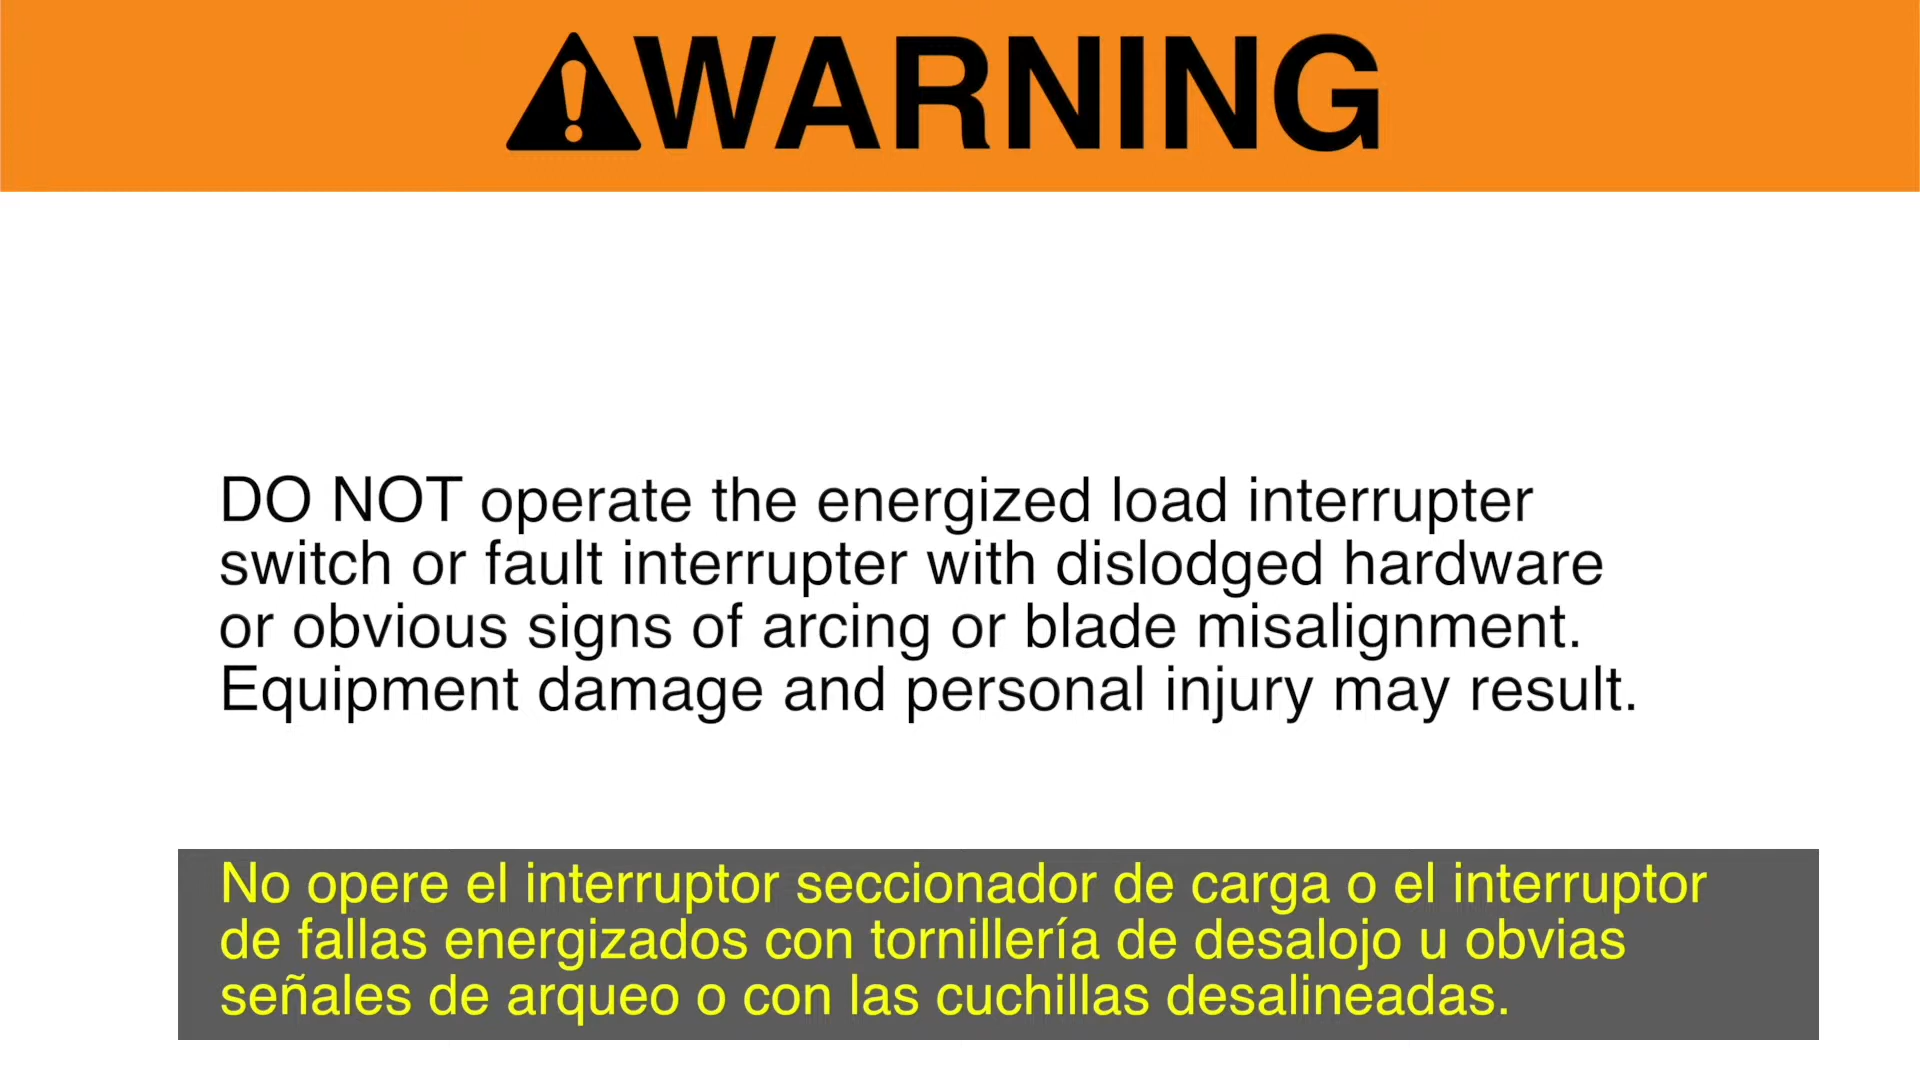 WARNING
DO NOT operate the energized load interrupter
switch or fault interrupter with dislodged hardware
or obvious signs of arcing or blade misalignment.
Equipment damage and personal injury may result.
No opere el interruptor seccionador de carga o el interruptor
de fallas energizados con tornillería de desalojo u obvias
señales de arqueo o con las cuchillas desalineadas.